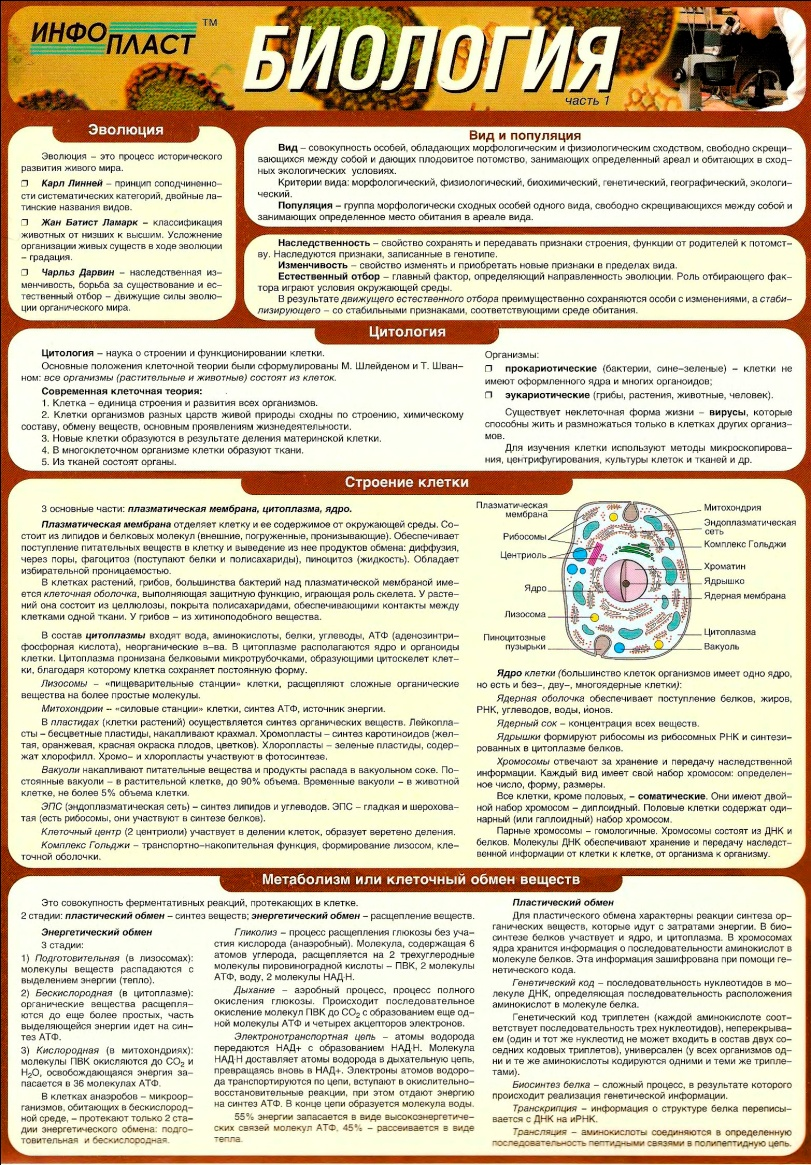 ИНФО
ПЛАСТ
TM
БИОЛОГИЯ
часть 1
Эволюция
Эволюция – это процесс исторического
развития живого мира.
❒ Карл Линней – принцип соподчиненно-
сти систематических категорий, двойные ла-
тинские названия видов.
❒ Жан Батист Ламарк – классификация
животных от низших к высшим. Усложнение
организации живых существ в ходе эволюции
– градация.
❒ Чарльз Дарвин – наследственная из-
менчивость, борьба за существование и ес-
тественный отбор – движущие силы эволю-
ции органического мира.
Вид и популяция
Вид – совокупность особей, обладающих морфологическим и физиологическим сходством, свободно скрещи-
вающихся между собой и дающих плодовитое потомство, занимающих определенный ареал и обитающих в сход-
ных экологических условиях.
Критерии вида: морфологический, физиологический, биохимический, генетический, географический, экологи-
ческий.
Популяция – группа морфологически сходных особей одного вида, свободно скрещивающихся между собой и
занимающих определенное место обитания в ареале вида.
Наследственность – свойство сохранять и передавать признаки строения, функции от родителей к потомст-
ву. Наследуются признаки, записанные в генотипе.
Изменчивость – свойство изменять и приобретать новые признаки в пределах вида.
Естественный отбор – главный фактор, определяющий направленность эволюции. Роль отбирающего фак-
тора играют условия окружающей среды.
В результате движущего естественного отбора преимущественно сохраняются особи с изменениями, а стаби-
лизирующего – со стабильными признаками, соответствующими среде обитания.
Цитология
Цитология – наука о строении и функционировании клетки.
Основные положения клеточной теории были сформулированы М. Шлейденом и Т. Шван-
ном: все организмы (растительные и животные) состоят из клеток.
Современная клеточная теория:
1. Клетка – единица строения и развития всех организмов.
2. Клетки организмов разных царств живой природы сходны по строению, химическому
составу, обмену веществ, основным проявлениям жизнедеятельности.
3. Новые клетки образуются в результате деления материнской клетки.
4. В многоклеточном организме клетки образуют ткани.
5. Из тканей состоят органы.
Организмы:
❒ прокариотические (бактерии, сине–зеленые) – клетки не
имеют оформленного ядра и многих органоидов;
❒ эукариотические (грибы, растения, животные, человек).
Существует неклеточная форма жизни – вирусы, которые
способны жить и размножаться только в клетках других организ-
мов.
Для изучения клетки используют методы микроскопирова-
ния, центрифугирования, культуры клеток и тканей и др.
Строение клетки
3 основные части: плазматическая мембрана, цитоплазма, ядро.
Плазматическая мембрана отделяет клетку и ее содержимое от окружающей среды. Со-
стоит из липидов и белковых молекул (внешние, погруженные, пронизывающие). Обеспечивает
поступление питательных веществ в клетку и выведение из нее продуктов обмена: диффузия,
через поры, фагоцитоз (поступают белки и полисахариды), пиноцитоз (жидкость). Обладает
избирательной проницаемостью.
В клетках растений, грибов, большинства бактерий над плазматической мембраной име-
ется клеточная оболочка, выполняющая защитную функцию, играющая роль скелета. У расте-
ний она состоит из целлюлозы, покрыта полисахаридами, обеспечивающими контакты между
клетками одной ткани. У грибов – из хитиноподобного вещества.
В состав цитоплазмы входят вода, аминокислоты, белки, углеводы, АТФ (аденозинтри-
фосфорная кислота), неорганические в–ва. В цитоплазме располагаются ядро и органоиды
клетки. Цитоплазма пронизана белковыми микротрубочками, образующими цитоскелет клет-
ки, благодаря которому клетка сохраняет постоянную форму.
Лизосомы – «пищеварительные станции» клетки, расщепляют сложные органические
вещества на более простые молекулы.
Митохондрии – «силовые станции» клетки, синтез АТФ, источник энергии.
В пластидах (клетки растений) осуществляется синтез органических веществ. Лейкопла-
сты – бесцветные пластиды, накапливают крахмал. Хромопласты – синтез каротиноидов (жел-
тая, оранжевая, красная окраска плодов, цветков). Хлоропласты – зеленые пластиды, содер-
жат хлорофилл. Хромо– и хлоропласты участвуют в фотосинтезе.
Вакуоли накапливают питательные вещества и продукты распада в вакуольном соке. По-
стоянные вакуоли – в растительной клетке, до 90% объема. Временные вакуоли – в животной
клетке, не более 5% объема клетки.
ЭПС (эндоплазматическая сеть) – синтез липидов и углеводов. ЭПС – гладкая и шерохова-
тая (есть рибосомы, они участвуют в синтезе белков).
Клеточный центр (2 центриоли) участвует в делении клеток, образует веретено деления.
Комплекс Гольджи – транспортно–накопительная функция, формирование лизосом, кле-
точной оболочки.
Плазматическая
мембрана
Рибосомы
Центриоль
Ядро
Лизосома
Пиноцитозные
пузырьки
Митохондрия
Эндоплазматическая
сеть
Комплекс Гольджи
Хроматин
Ядрышко
Ядерная мембрана
Цитоплазма
Вакуоль
Ядро клетки (большинство клеток организмов имеет одно ядро,
но есть и без–, дву–, многоядерные клетки):
Ядерная оболочка обеспечивает поступление белков, жиров,
РНК, углеводов, воды, йонов.
Ядерный сок – концентрация всех веществ.
Ядрышки формируют рибосомы из рибосомных РНК и синтези-
рованных в цитоплазме белков.
Хромосомы отвечают за хранение и передачу наследственной
информации. Каждый вид имеет свой набор хромосом: определен-
ное число, форму, размеры.
Все клетки, кроме половых, – соматические. Они имеют двой-
ной набор хромосом – диплоидный. Половые клетки содержат оди-
нарный (или гаплоидный) набор хромосом.
Парные хромосомы – гомологичные. Хромосомы состоят из ДНК и
белков. Молекулы ДНК обеспечивают хранение и передачу наследст-
венной информации от клетки к клетке, от организма к организму.
Метаболизм или клеточный обмен веществ
Это совокупность ферментативных реакций, протекающих в клетке.
2 стадии: пластический обмен – синтез веществ; энергетического обмен – расщепление веществ.
Энергетический обмен
3 стадии:
1) Подготовительная (в лизосомах):
молекулы веществ распадаются с
выделением энергии (тепло).
2) Бескислородная (в цитоплазме):
органические вещества расщепля-
ются до еще более простых, часть
выделяющейся энергии идет на син-
тез АТФ.
3) Кислородная (в митохондриях):
молекулы ПВК окисляются до CO₂ и
H₂O, освобождающаяся энергия за-
пасается в 36 молекулах АТФ.
В клетках анаэробов – микроор-
ганизмов, обитающих в бескислород-
ной среде, – протекают только 2 ста-
дии энергетического обмена: подго-
товительная и бескислородная.
Гликолиз – процесс расщепления глюкозы без уча-
стия кислорода (анаэробный). Молекула, содержащая 6
атомов углерода, расщепляется на 2 трехуглеродные
молекулы пировиноградной кислоты – ПВК, 2 молекулы
АТФ, воду, 2 молекулы НАД·Н.
Дыхание – аэробный процесс, процесс полного
окисления глюкозы. Происходит последовательное
окисление молекул ПВК до CO₂ с образованием еще од-
ной молекулы АТФ и четырех акцепторов электронов.
Электронотранспортная цепь – атомы водорода
передаются НАД+ с образованием НАД·Н. Молекула
НАД·Н доставляет атомы водорода в дыхательную цепь,
превращаясь вновь в НАД+. Электроны атомов водоро-
да транспортируются по цепи, вступают в окислительно-
восстановительные реакции, при этом отдают энергию
на синтез АТФ. В конце цепи образуется молекула воды.
55% энергии запасается в виде высокоэнергетиче-
ских связей молекул АТФ, 45% – рассеивается в виде
тепла.
Пластический обмен
Для пластического обмена характерны реакции синтеза ор-
ганических веществ, которые идут с затратами энергии. В био-
синтезе белков участвует и ядро, и цитоплазма. В хромосомах
ядра хранится информация о последовательности аминокислот в
молекуле белков. Эта информация зашифрована при помощи ге-
нетического кода.
Генетический код – последовательность нуклеотидов в мо-
лекуле ДНК, определяющая последовательность расположения
аминокислот в молекуле белка.
Генетический код триплетен (каждой аминокислоте соот-
ветствует последовательность трех нуклеотидов), неперекрыва-
ем (один и тот же нуклеотид не может входить в состав двух со-
седних кодовых триплетов), универсален (у всех организмов од-
ни и те же аминокислоты кодируются одними и теми же трипле-
тами).
Биосинтез белка – сложный процесс, в результате которого
происходит реализация генетической информации.
Транскрипция – информация о структуре белка переписы-
вается с ДНК на иРНК.
Трансляция – аминокислоты соединяются в определенную
последовательность пептидными связями в полипептидную цепь.